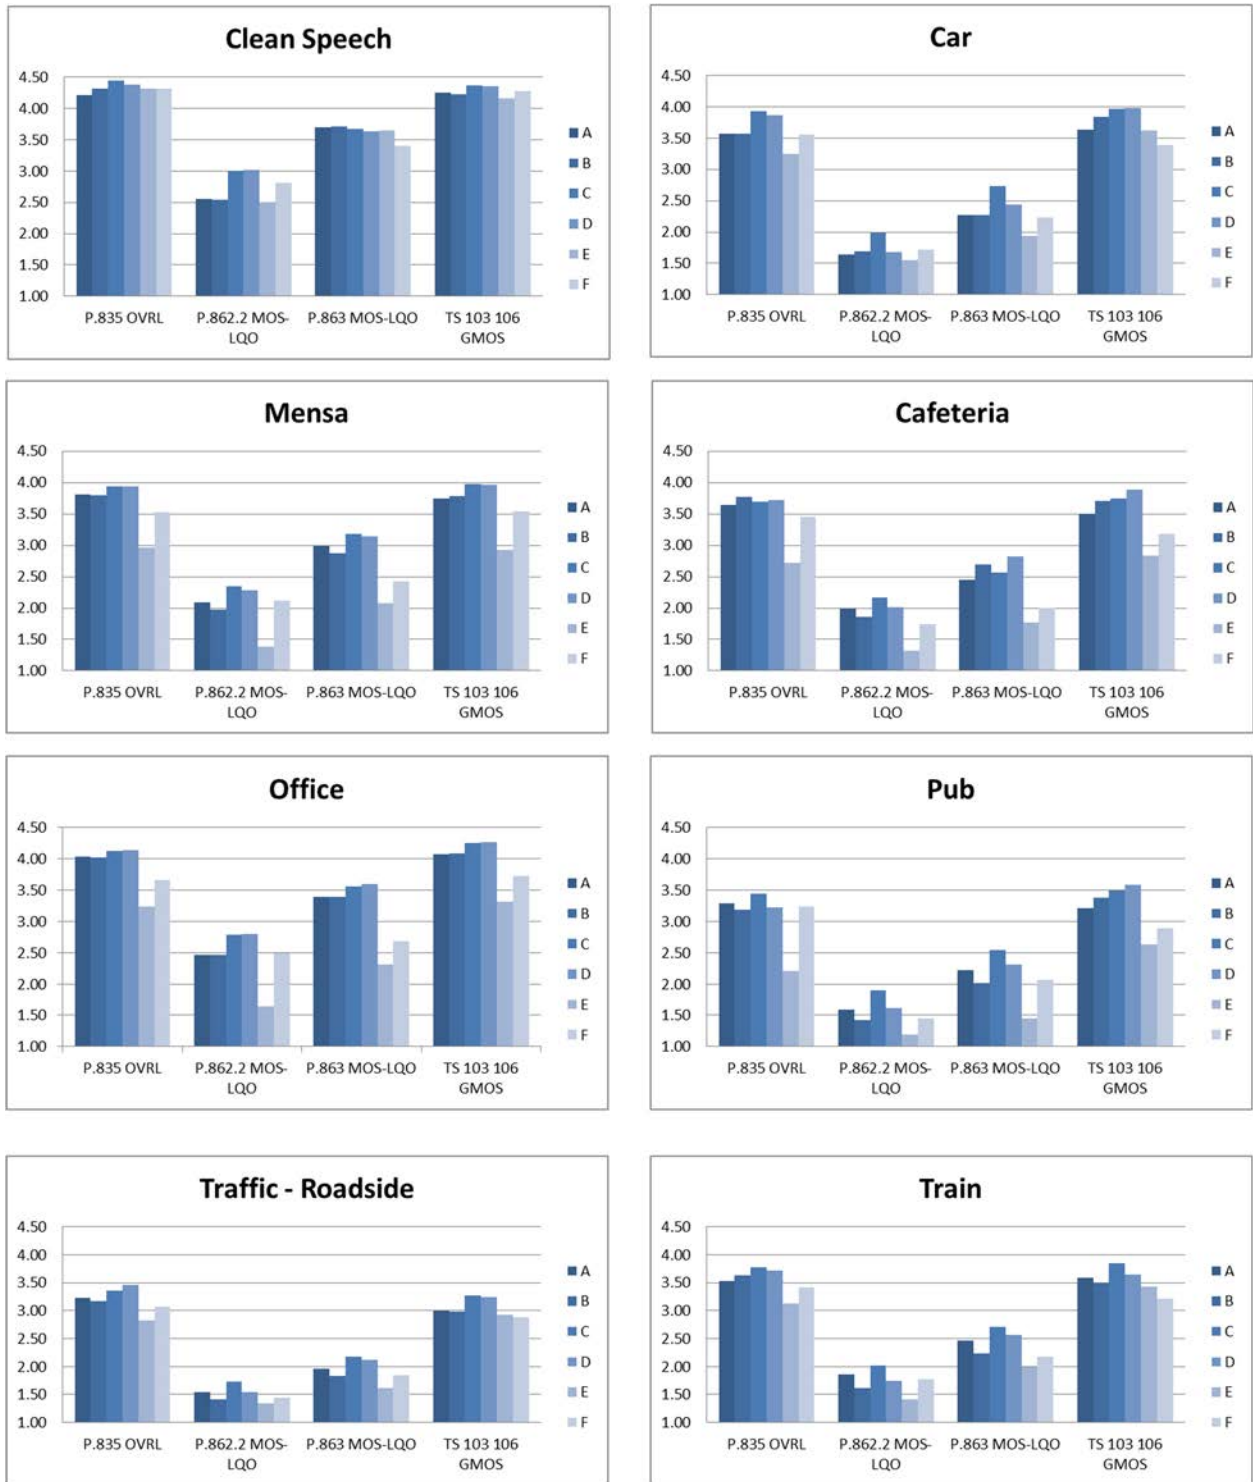 Clean Speech
4.50
4.00
3.50
3.00
2.50
2.00
1.50
1.00
P.835 OVRL P.862.2 MOS- P.863 MOS-LQO TS 103 106
LQO GMOS
A
B
C
D
E
F
Car
4.50
4.00
3.50
3.00
2.50
2.00
1.50
1.00
P.835 OVRL P.862.2 MOS- P.863 MOS-LQO TS 103 106
LQO GMOS
A
B
C
D
E
F
Mensa
4.50
4.00
3.50
3.00
2.50
2.00
1.50
1.00
P.835 OVRL P.862.2 MOS- P.863 MOS-LQO TS 103 106
LQO GMOS
A
B
C
D
E
F
Cafeteria
4.50
4.00
3.50
3.00
2.50
2.00
1.50
1.00
P.835 OVRL P.862.2 MOS- P.863 MOS-LQO TS 103 106
LQO GMOS
A
B
C
D
E
F
Office
4.50
4.00
3.50
3.00
2.50
2.00
1.50
1.00
P.835 OVRL P.862.2 MOS- P.863 MOS-LQO TS 103 106
LQO GMOS
A
B
C
D
E
F
Pub
4.50
4.00
3.50
3.00
2.50
2.00
1.50
1.00
P.835 OVRL P.862.2 MOS- P.863 MOS-LQO TS 103 106
LQO GMOS
A
B
C
D
E
F
Traffic - Roadside
4.50
4.00
3.50
3.00
2.50
2.00
1.50
1.00
P.835 OVRL P.862.2 MOS- P.863 MOS-LQO TS 103 106
LQO GMOS
A
B
C
D
E
F
Train
4.50
4.00
3.50
3.00
2.50
2.00
1.50
1.00
P.835 OVRL P.862.2 MOS- P.863 MOS-LQO TS 103 106
LQO GMOS
A
B
C
D
E
F